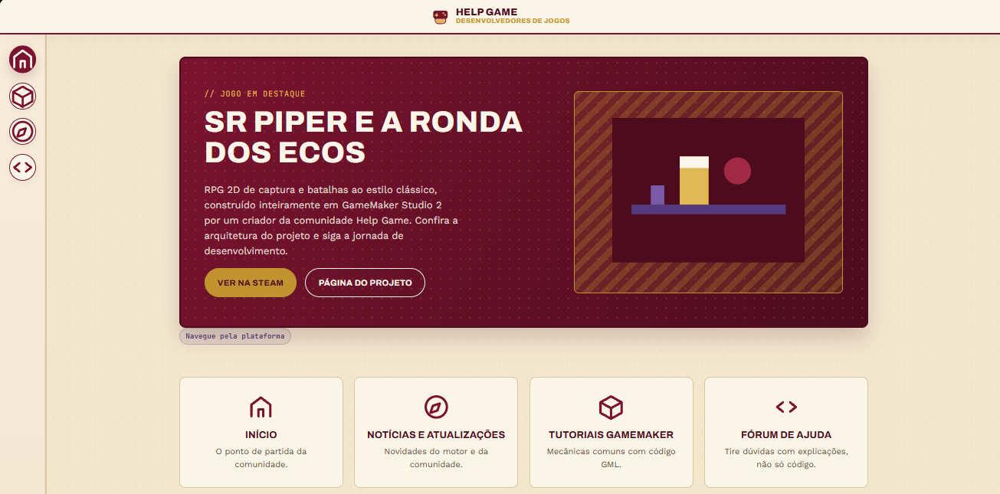 HELP GAME
DESENVOLVEDORES DE JOGOS
// JOGO EM DESTAQUE
SR PIPER E A RONDA
DOS ECOS
RPG 2D de captura e batalhas ao estilo clássico,
construído inteiramente em GameMaker Studio 2
por um criador da comunidade Help Game. Confira a
arquitetura do projeto e siga a jornada de
desenvolvimento.
VER NA STEAM
PÁGINA DO PROJETO
Navegue pela plataforma
INÍCIO
O ponto de partida da
comunidade.
NOTÍCIAS E ATUALIZAÇÕES
Novidades do motor e da
comunidade.
TUTORIAIS GAMEMAKER
Mecânicas comuns com código
GML.
FÓRUM DE AJUDA
Tire dúvidas com explicações,
não só código.